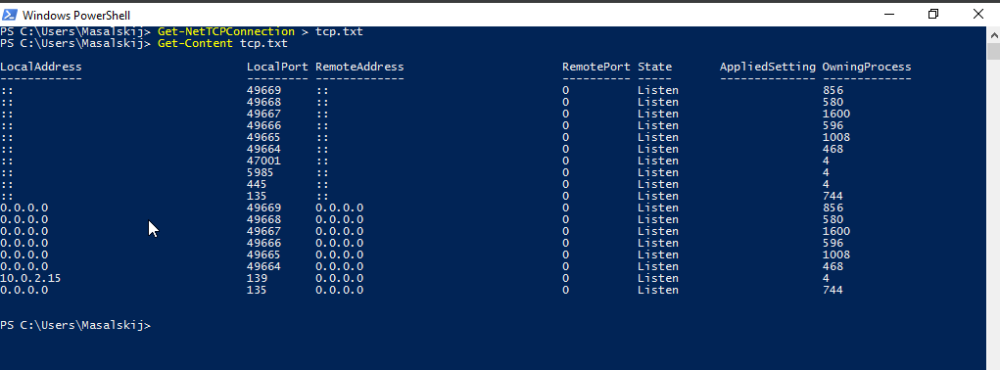 Windows PowerShell
PS C:\Users\Masalskij> Get-NetTCPConnection > tcp.txt
PS C:\Users\Masalskij> Get-Content tcp.txt
LocalAddress LocalPort RemoteAddress RemotePort State AppliedSetting OwningProcess
------------ --------- ------------- ---------- ----- -------------- -------------
:: 49669 :: 0 Listen 856
:: 49668 :: 0 Listen 580
:: 49667 :: 0 Listen 1600
:: 49666 :: 0 Listen 596
:: 49665 :: 0 Listen 1008
:: 49664 :: 0 Listen 468
:: 47001 :: 0 Listen 4
:: 5985 :: 0 Listen 4
:: 445 :: 0 Listen 4
:: 135 :: 0 Listen 744
0.0.0.0 49669 0.0.0.0 0 Listen 856
0.0.0.0 49668 0.0.0.0 0 Listen 580
0.0.0.0 49667 0.0.0.0 0 Listen 1600
0.0.0.0 49666 0.0.0.0 0 Listen 596
0.0.0.0 49665 0.0.0.0 0 Listen 1008
0.0.0.0 49664 0.0.0.0 0 Listen 468
10.0.2.15 139 0.0.0.0 0 Listen 4
0.0.0.0 135 0.0.0.0 0 Listen 744
PS C:\Users\Masalskij>